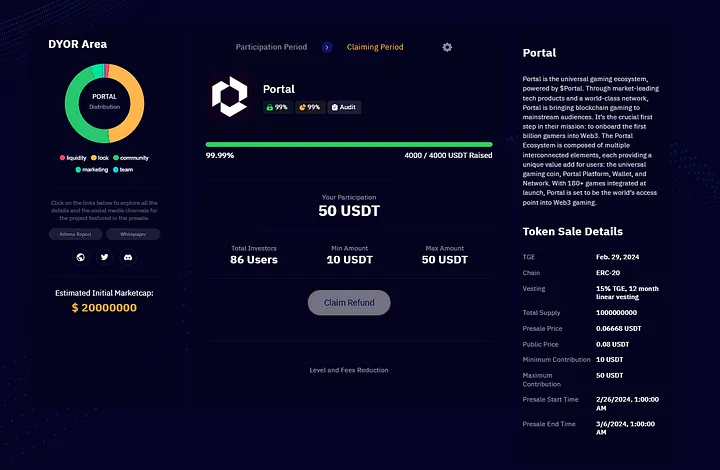 DYOR Area
PORTAL
Distribution
liquidity lock community
marketing team
Click on the links below to explore all the
details and the social media channels for
the project featured in the presale.
Athena Report Whitepaper
Estimated Initial Marketcap:
$ 20000000
Participation Period Claiming Period
Portal
99% 99% Audit
99.99% 4000 / 4000 USDT Raised
Your Participation
50 USDT
Total Investors Min Amount Max Amount
86 Users 10 USDT 50 USDT
Claim Refund
Level and Fees Reduction
Portal
Portal is the universal gaming ecosystem,
powered by $Portal. Through market-leading
tech products and a world-class network,
Portal is bringing blockchain gaming to
mainstream audiences. It's the crucial first
step in their mission: to onboard the first
billion gamers into Web3. The Portal
Ecosystem is composed of multiple
interconnected elements, each providing a
unique value add for users: the universal
gaming coin, Portal Platform, Wallet, and
Network. With 180+ games integrated at
launch, Portal is set to be the world's access
point into Web3 gaming.
Token Sale Details
TGE Feb. 29, 2024
Chain ERC-20
Vesting 15% TGE, 12 month
linear vesting
Total Supply 1000000000
Presale Price 0.06668 USDT
Public Price 0.08 USDT
Minimum Contribution 10 USDT
Maximum 50 USDT
Contribution
Presale Start Time 2/26/2024, 1:00:00
AM
Presale End Time 3/6/2024, 1:00:00
AM